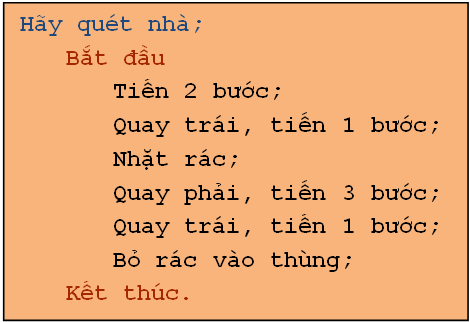 Hãy quét nhà;
Bắt đầu
Tiến 2 bước;
Quay trái, tiến 1 bước;
Nhặt rác;
Quay phải, tiến 3 bước;
Quay trái, tiến 1 bước;
Bỏ rác vào thùng;
Kết thúc.